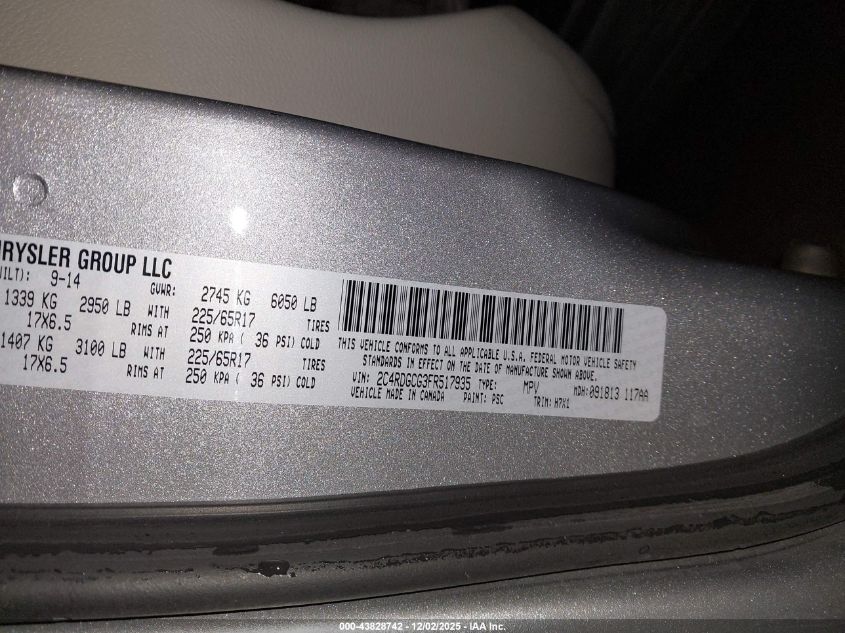 HRYSLER GROUP LLC
UILT): 9-14 GVWR: 2745 KG 6050 LB
1339 KG 2950 LB WITH 225/65R17 TIRES
17X6.5 RIMS AT 250 KPA ( 36 PSI) COLD
1407 KG 3100 LB WITH 225/65R17 TIRES
17X6.5 RIMS AT 250 KPA ( 36 PSI) COLD
THIS VEHICLE CONFORMS TO ALL APPLICABLE U.S.A. FEDERAL MOTOR VEHICLE SAFETY
STANDARDS IN EFFECT ON THE DATE OF MANUFACTURE SHOWN ABOVE.
VIN: 2C4RDGCG3FR517935 TYPE: MPV MDH: 091813 117AA
VEHICLE MADE IN CANADA PAINT: PSC TRIM: H7X1
000-43828742 - 12/02/2025 - IAA Inc.